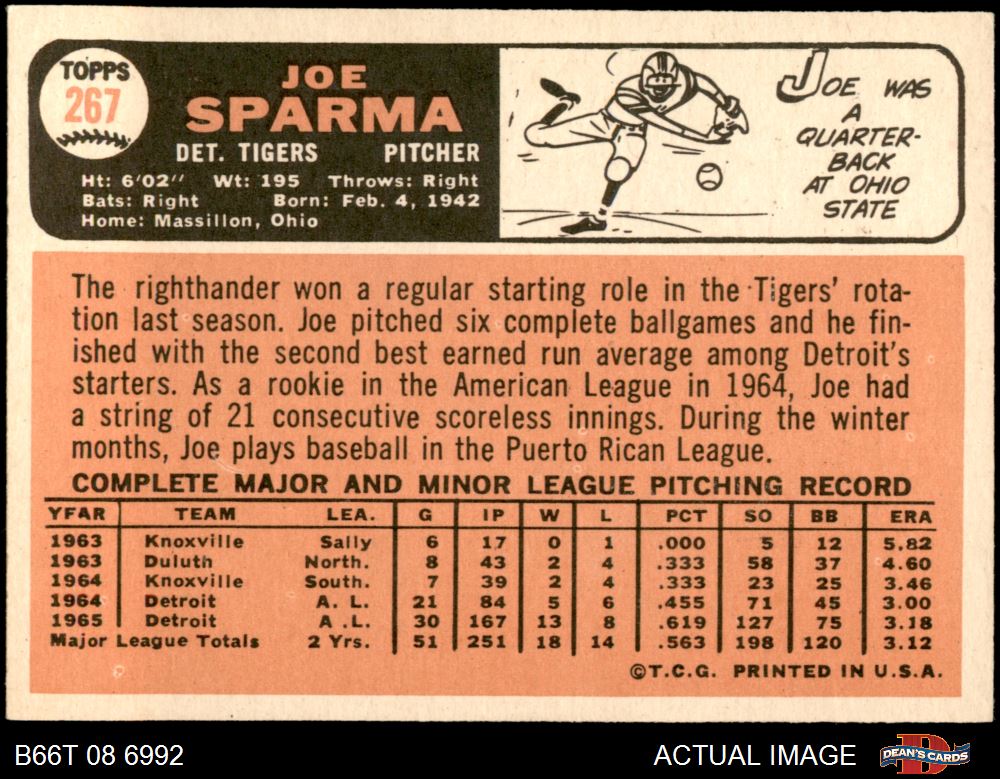 TOPPS
267
JOE
SPARMA
DET. TIGERS PITCHER
Ht: 6'02" Wt: 195 Throws: Right
Bats: Right Born: Feb. 4, 1942
Home: Massillon, Ohio
JOE WAS
A
QUARTER-
BACK
AT OHIO
STATE
The righthander won a regular starting role in the Tigers' rota-
tion last season. Joe pitched six complete ballgames and he fin-
ished with the second best earned run average among Detroit's
starters. As a rookie in the American League in 1964, Joe had
a string of 21 consecutive scoreless innings. During the winter
months, Joe plays baseball in the Puerto Rican League.
COMPLETE MAJOR AND MINOR LEAGUE PITCHING RECORD
YEAR TEAM LEA. G IP W L PCT SO BB ERA
1963 Knoxville Sally 6 17 0 1 .000 5 12 5.82
1963 Duluth North. 8 43 2 4 .333 58 37 4.60
1964 Knoxville South. 7 39 2 4 .333 23 25 3.46
1964 Detroit A. L. 21 84 5 6 .455 71 45 3.00
1965 Detroit A .L. 30 167 13 8 .619 127 75 3.18
Major League Totals 2 Yrs. 51 251 18 14 .563 198 120 3.12
©T.C.G. PRINTED IN U.S.A.
B66T 08 6992 ACTUAL IMAGE DEAN'S CARDS